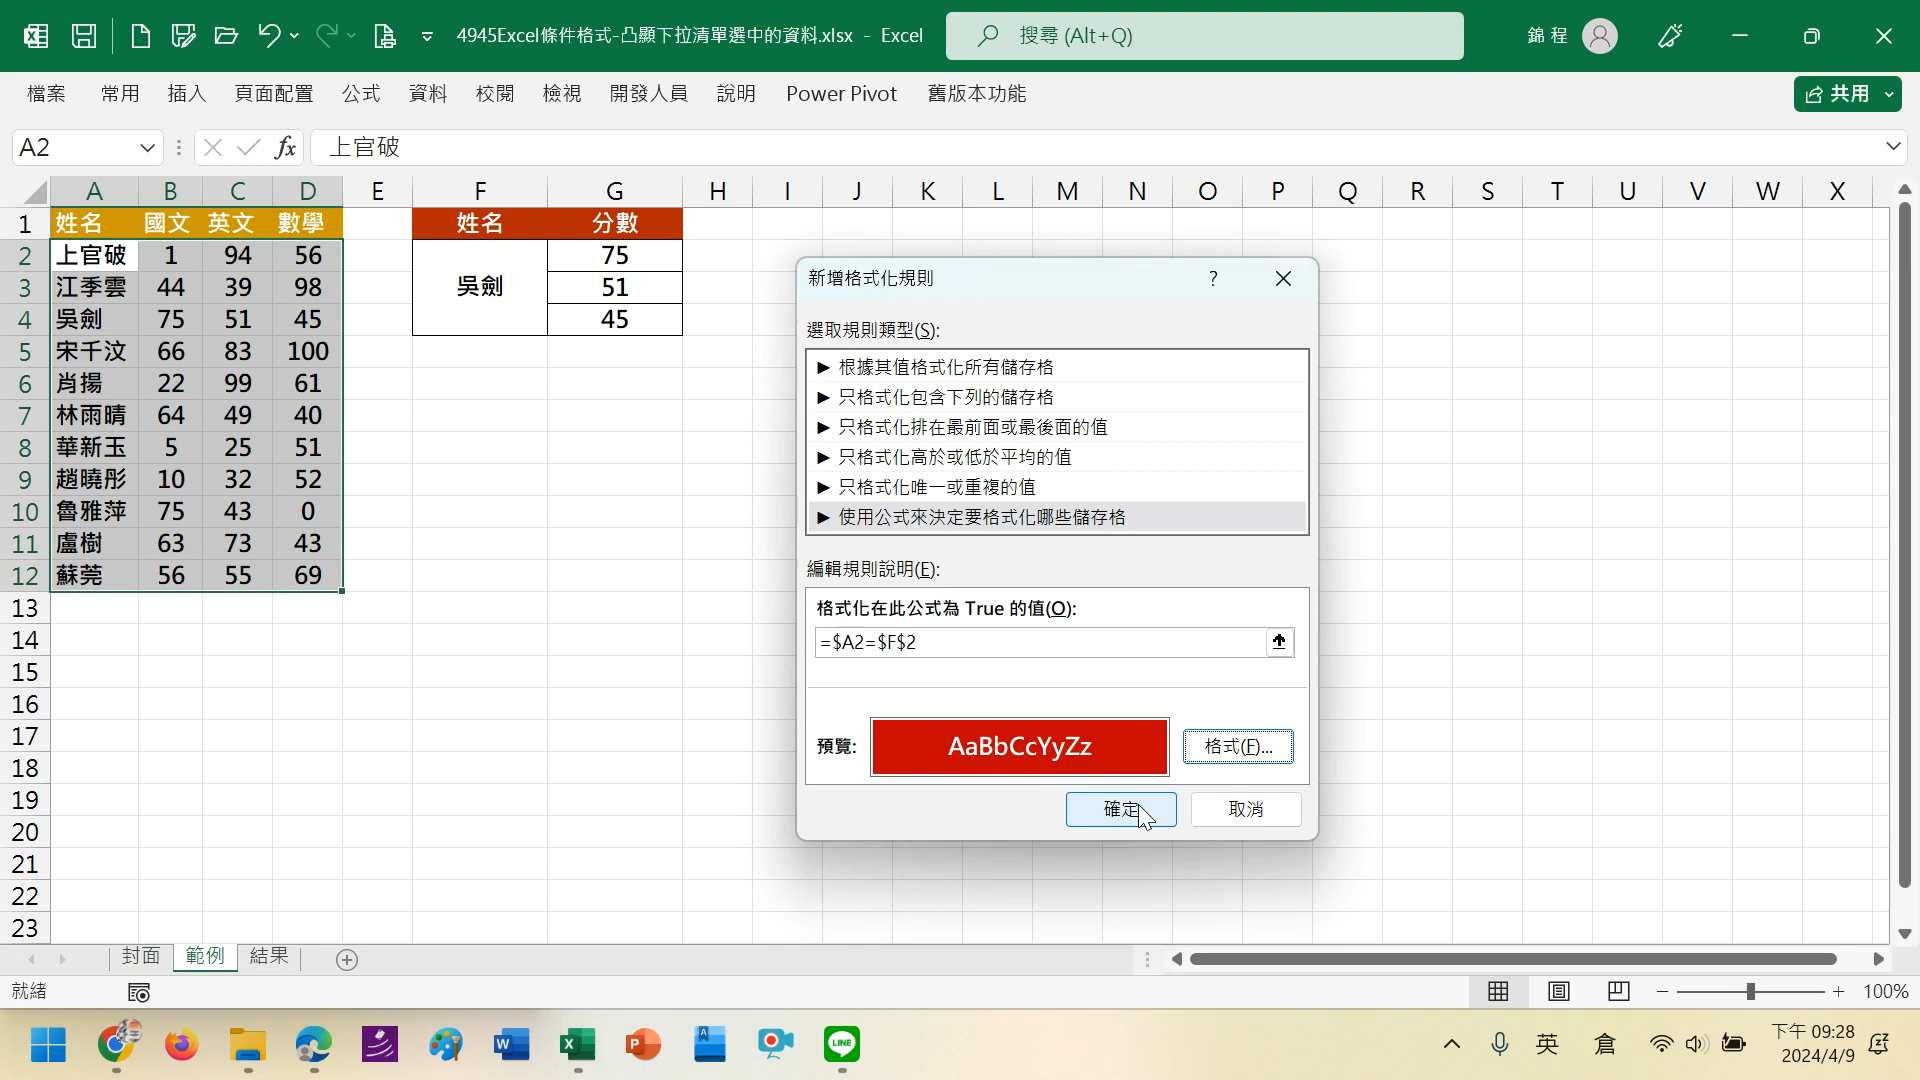 4945Excel條件格式-凸顯下拉清單選中的資料.xlsx - Excel
搜尋 (Alt+Q)
錦 程
檔案 常用 插入 頁面配置 公式 資料 校閱 檢視 開發人員 說明 Power Pivot 舊版本功能
共用
A2 fx 上官破
A B C D E F G H I J K L M N O P Q R S T U V W X
1 姓名 國文 英文 數學 姓名 分數
2 上官破 1 94 56 75
3 江季雲 44 39 98 吳劍 51
4 吳劍 75 51 45 45
5 宋千汶 66 83 100
6 肖揚 22 99 61
7 林雨晴 64 49 40
8 華新玉 5 25 51
9 趙曉彤 10 32 52
10 魯雅萍 75 43 0
11 盧樹 63 73 43
12 蘇莞 56 55 69
13
14
15
16
17
18
19
20
21
22
23
新增格式化規則 ?
選取規則類型(S):
► 根據其值格式化所有儲存格
► 只格式化包含下列的儲存格
► 只格式化排在最前面或最後面的值
► 只格式化高於或低於平均的值
► 只格式化唯一或重複的值
► 使用公式來決定要格式化哪些儲存格
編輯規則說明(E):
格式化在此公式為 True 的值(O):
=$A2=$F$2
預覽: AaBbCcYyZz 格式(F)...
確定 取消
封面 範例 結果
就緒
100%
LINE
英 倉
下午 09:28
2024/4/9